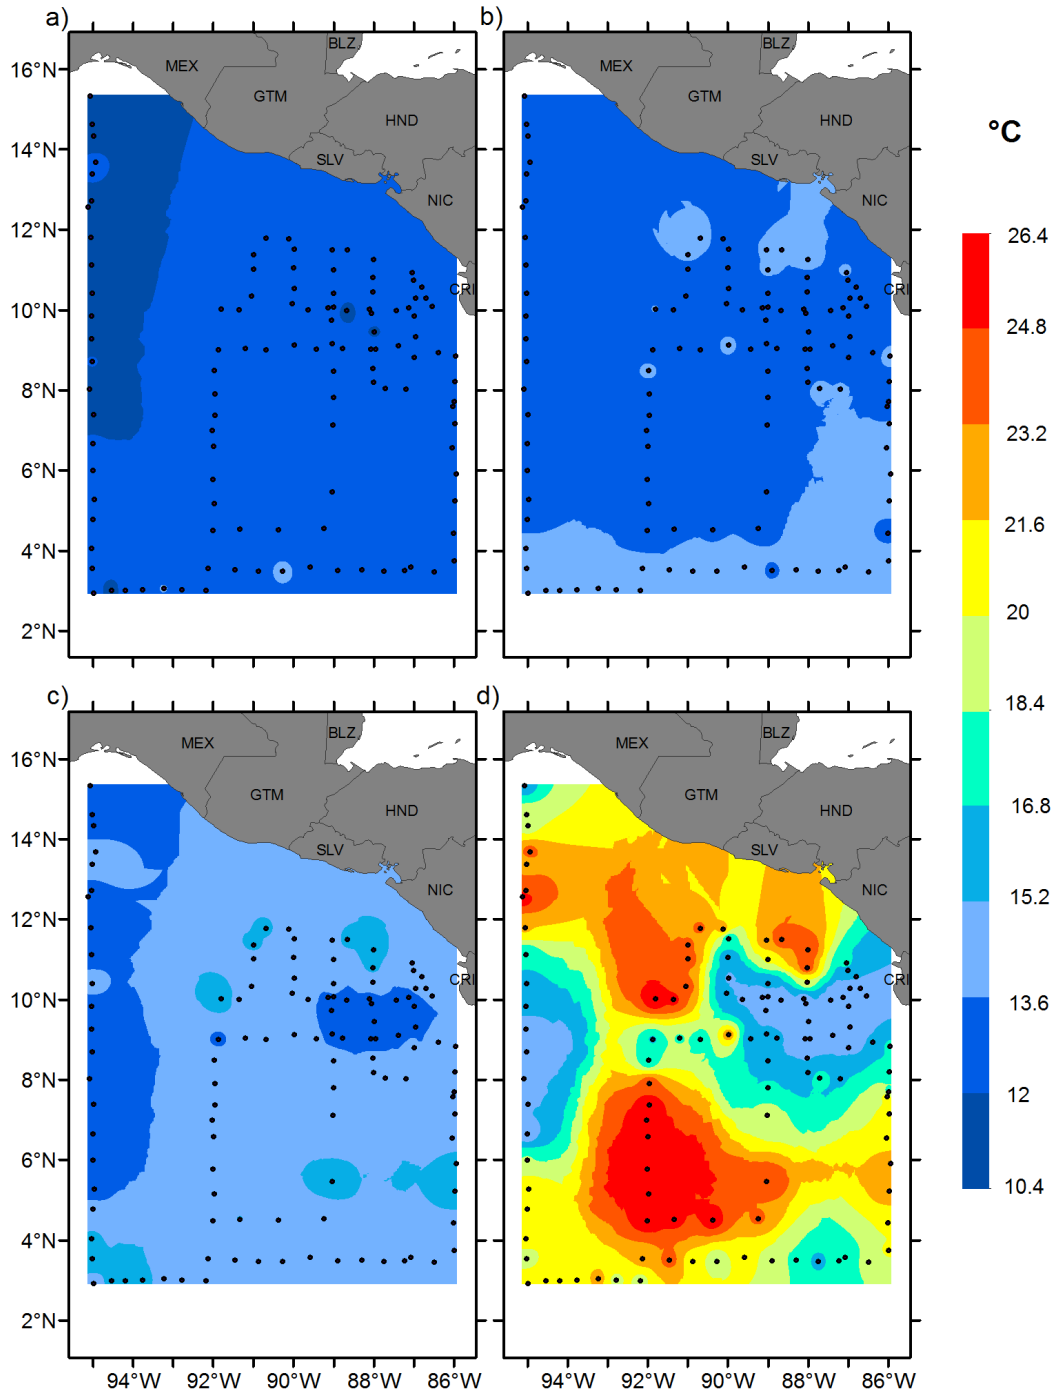 a)
b)
16°N
14°N
12°N
10°N
8°N
6°N
4°N
2°N
MEX
BLZ
GTM
HND
SLV
NIC
CRI
MEX
BLZ
GTM
HND
SLV
NIC
CRI
°C
26.4
24.8
23.2
21.6
20
18.4
16.8
15.2
13.6
12
10.4
c)
d)
16°N
14°N
12°N
10°N
8°N
6°N
4°N
2°N
MEX
BLZ
GTM
HND
SLV
NIC
CRI
MEX
BLZ
GTM
HND
SLV
NIC
CRI
94°W 92°W 90°W 88°W 86°W
94°W 92°W 90°W 88°W 86°W